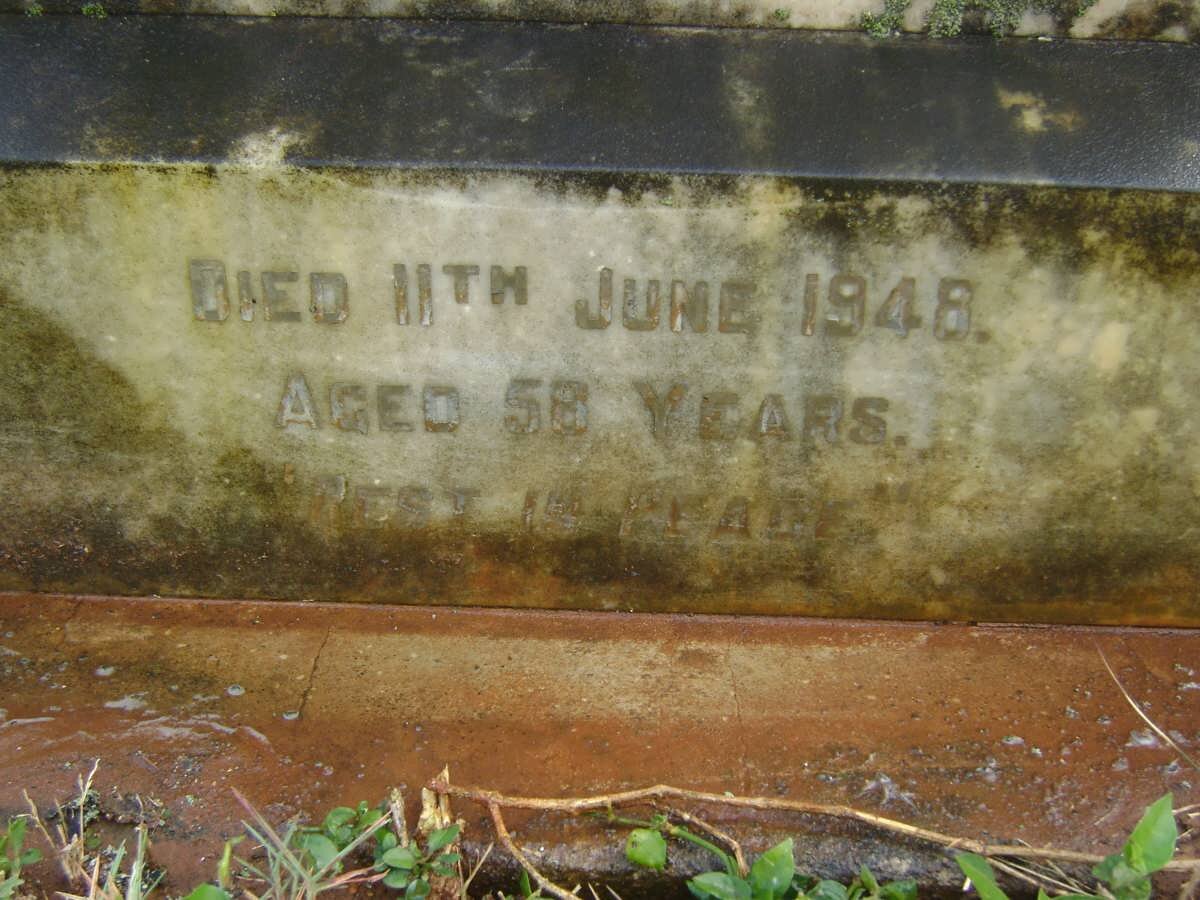 DIED 11TH JUNE 1948.
AGED 58 YEARS.
"REST IN PEACE"